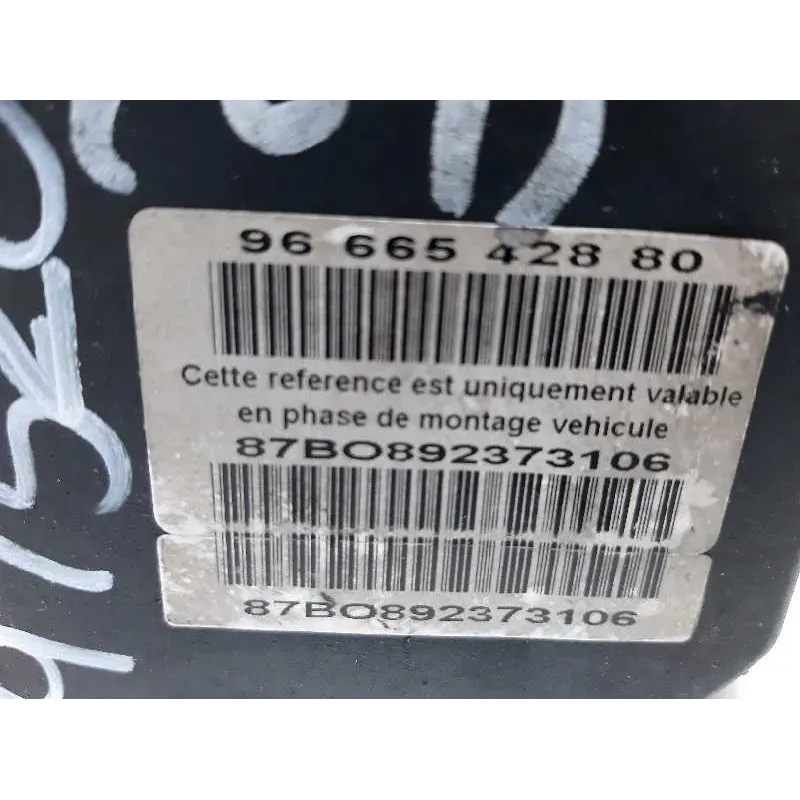 96 665 428 80
Cette reference est uniquement valable
en phase de montage vehicule
87BO892373106
87BO892373106